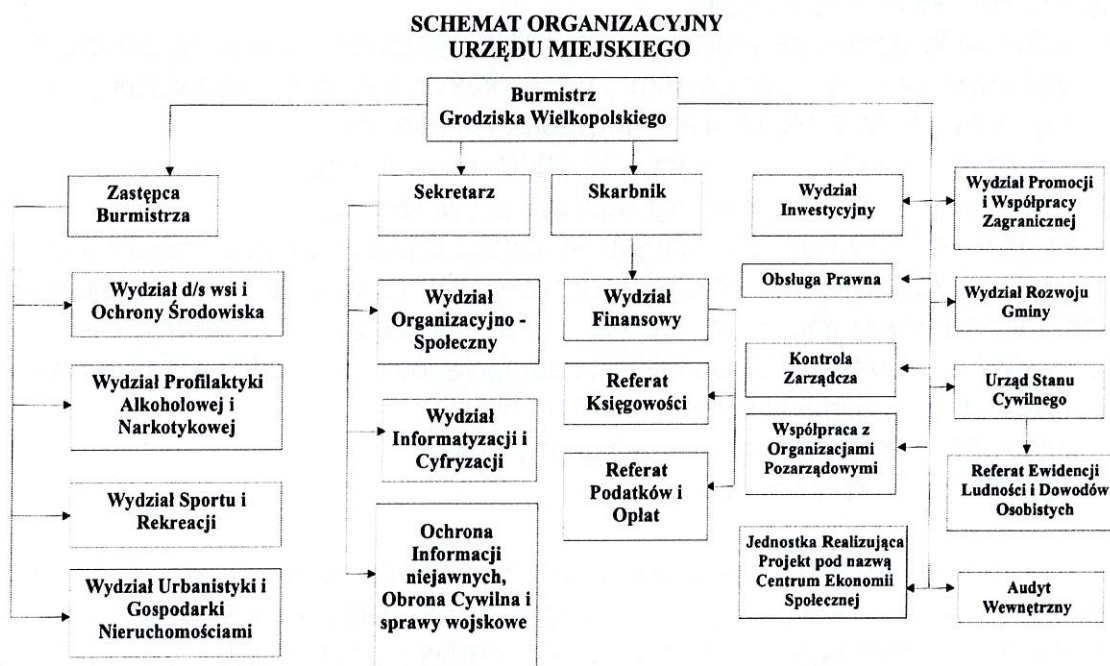 SCHEMAT ORGANIZACYJNY
URZĘDU MIEJSKIEGO
Burmistrz
Grodziska Wielkopolskiego
Zastępca
Burmistrza
Sekretarz
Skarbnik
Wydział
Inwestycyjny
Wydział Promocji
i Współpracy
Zagranicznej
Wydział d/s wsi i
Ochrony Środowiska
Wydział
Organizacyjno -
Społeczny
Wydział
Finansowy
Obsługa Prawna
Wydział Rozwoju
Gminy
Wydział Profilaktyki
Alkoholowej i
Narkotykowej
Wydział
Informatyzacji i
Cyfryzacji
Referat
Księgowości
Kontrola
Zarządcza
Urząd Stanu
Cywilnego
Współpraca z
Organizacjami
Pozarządowymi
Referat
Podatków i
Opłat
Referat Ewidencji
Ludności i Dowodów
Osobistych
Wydział Sportu i
Rekreacji
Ochrona
Informacji
niejawnych,
Obrona Cywilna i
sprawy wojskowe
Jednostka Realizująca
Projekt pod nazwą
Centrum Ekonomii
Społecznej
Wydział Urbanistyki i
Gospodarki
Nieruchomościami
Audyt
Wewnętrzny